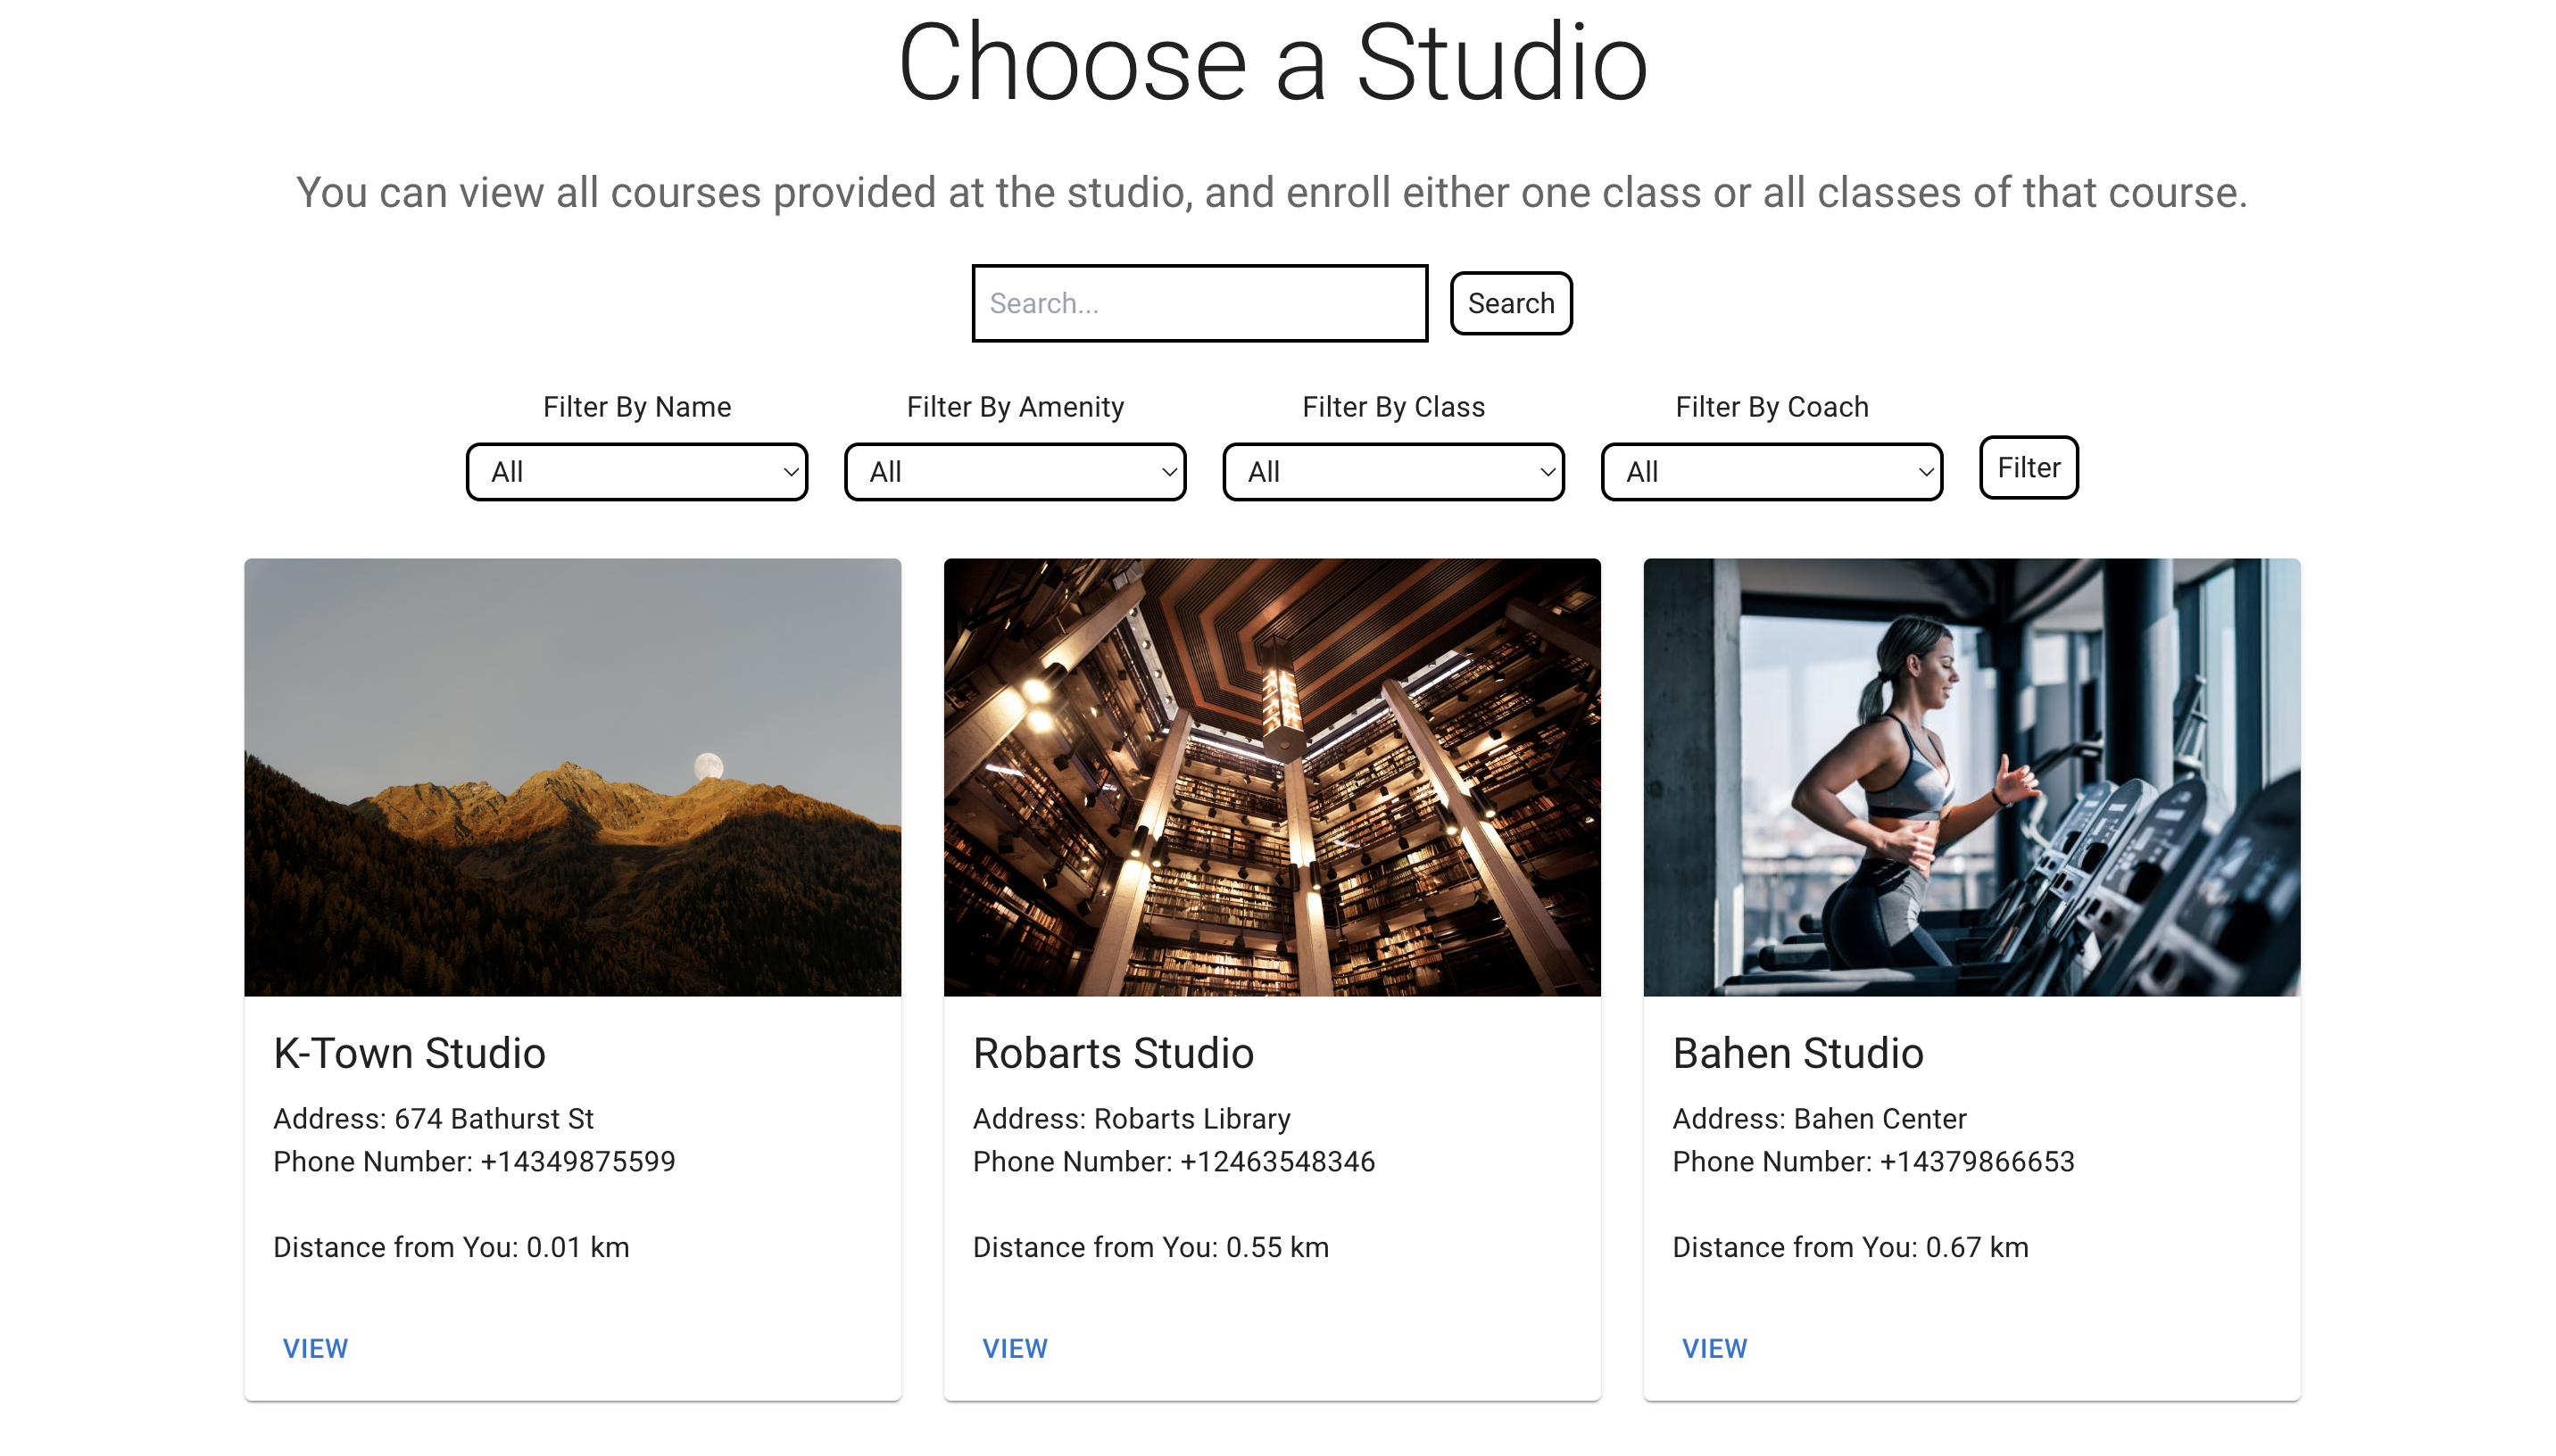 Choose a Studio
You can view all courses provided at the studio, and enroll either one class or all classes of that course.
Search...
Search
Filter By Name
Filter By Amenity
Filter By Class
Filter By Coach
All
All
All
All
Filter
K-Town Studio
Address: 674 Bathurst St
Phone Number: +14349875599
Distance from You: 0.01 km
VIEW
Robarts Studio
Address: Robarts Library
Phone Number: +12463548346
Distance from You: 0.55 km
VIEW
Bahen Studio
Address: Bahen Center
Phone Number: +14379866653
Distance from You: 0.67 km
VIEW